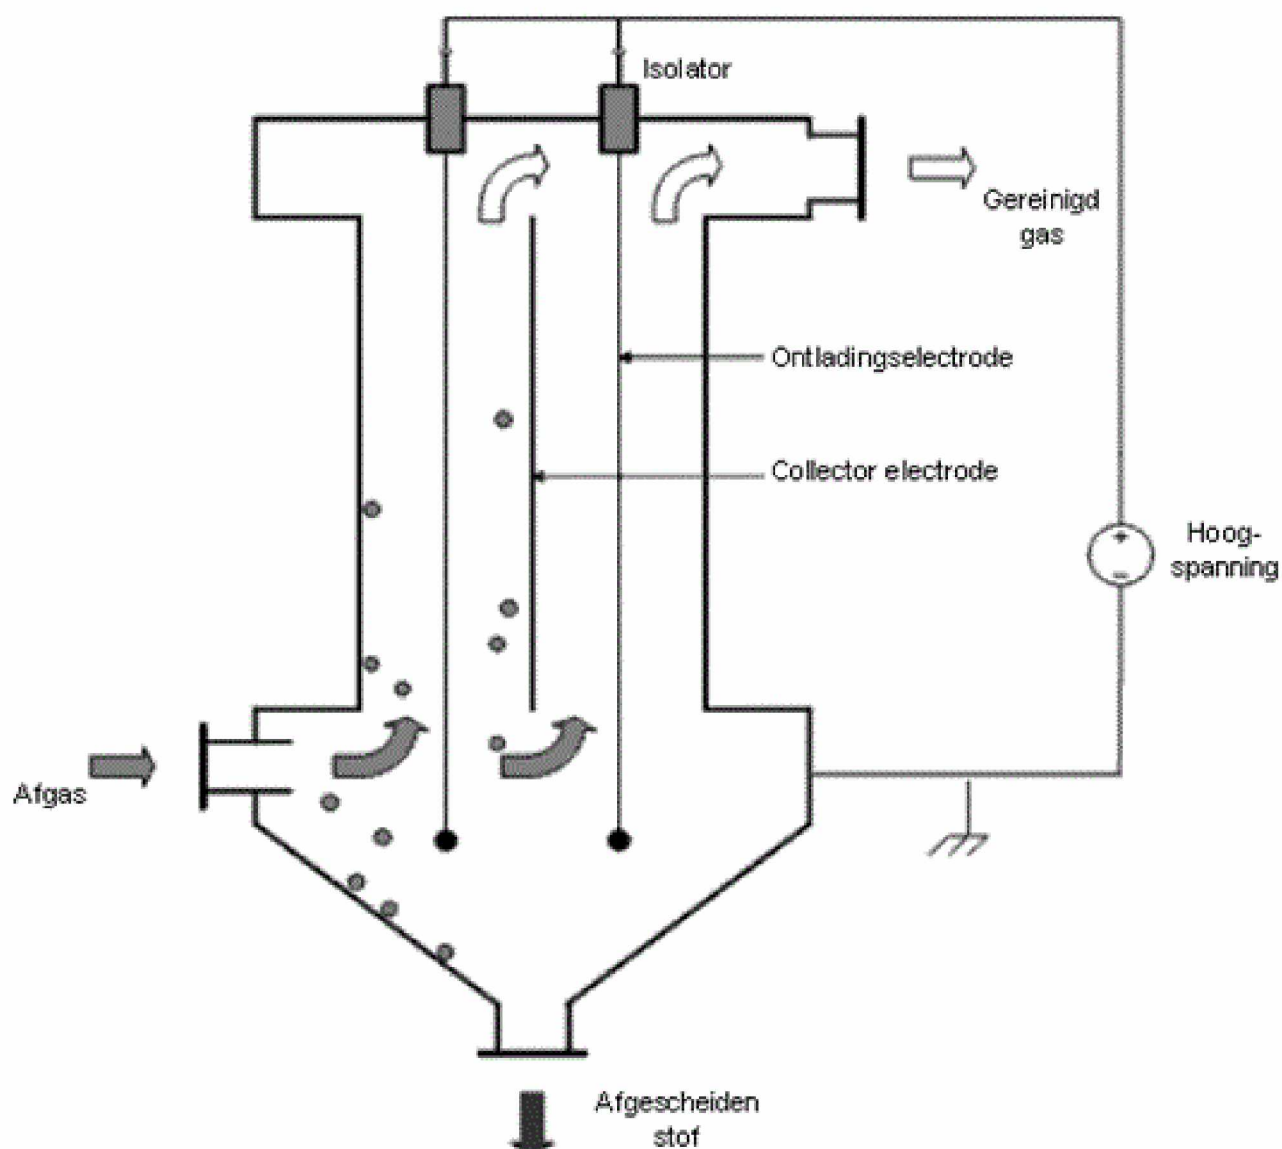 Isolator
Gereinigd
gas
Ontladingselectrode
Collector electrode
+
Hoog-
spanning
–
Afgas
Afgescheiden
stof